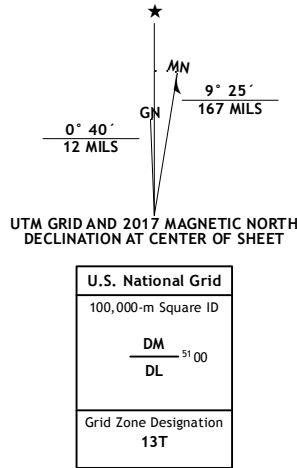 ★
MN
GN
9° 25´
167 MILS
0° 40´
12 MILS
UTM GRID AND 2017 MAGNETIC NORTH
DECLINATION AT CENTER OF SHEET
U.S. National Grid
100,000-m Square ID
DM
51 00
DL
Grid Zone Designation
13T